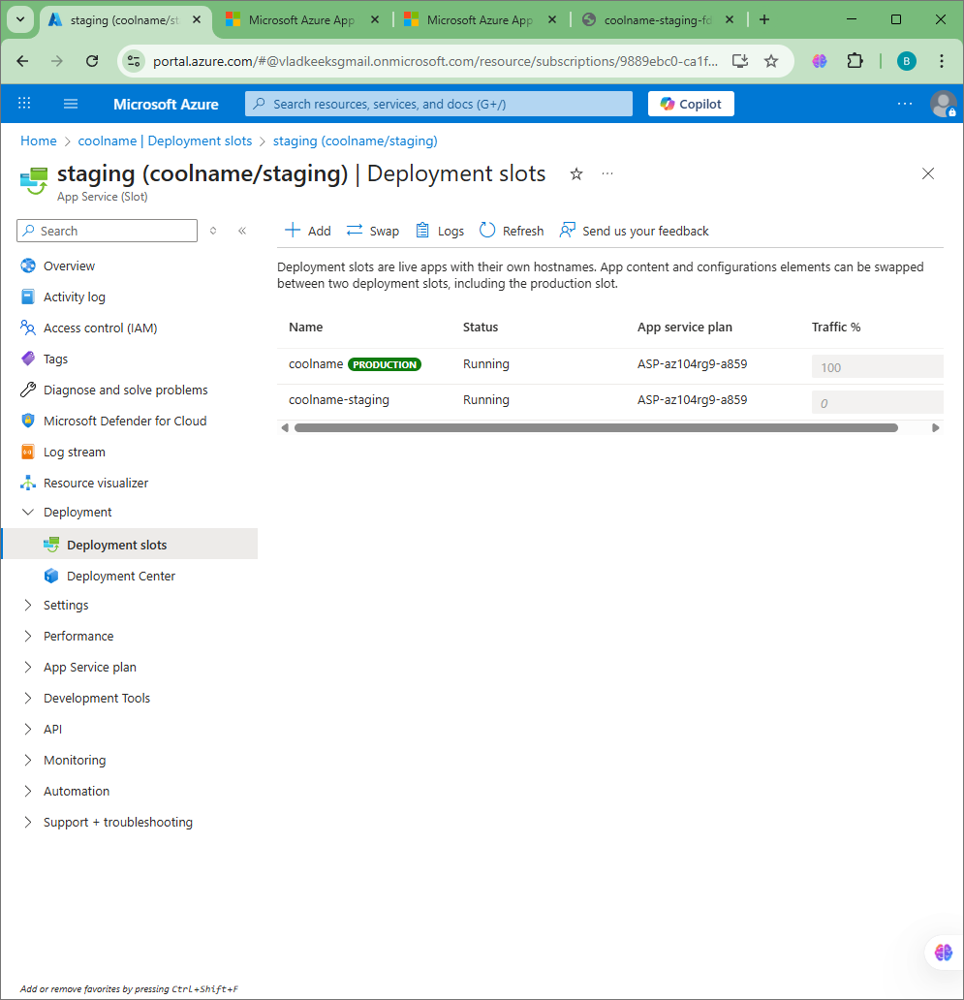 staging (coolname/st
Microsoft Azure App
Microsoft Azure App
coolname-staging-fd
portal.azure.com/#@vladkeeksgmail.onmicrosoft.com/resource/subscriptions/9889ebc0-ca1f...
B
Microsoft Azure
Search resources, services, and docs (G+/)
Copilot
Home > coolname | Deployment slots > staging (coolname/staging)
staging (coolname/staging) | Deployment slots
App Service (Slot)
Search
Add
Swap
Logs
Refresh
Send us your feedback
Overview
Activity log
Access control (IAM)
Tags
Diagnose and solve problems
Microsoft Defender for Cloud
Log stream
Resource visualizer
Deployment
Deployment slots
Deployment Center
Settings
Performance
App Service plan
Development Tools
API
Monitoring
Automation
Support + troubleshooting
Deployment slots are live apps with their own hostnames. App content and configurations elements can be swapped
between two deployment slots, including the production slot.
Name Status App service plan Traffic %
coolname PRODUCTION Running ASP-az104rg9-a859 100
coolname-staging Running ASP-az104rg9-a859 0
Add or remove favorites by pressing Ctrl+Shift+F